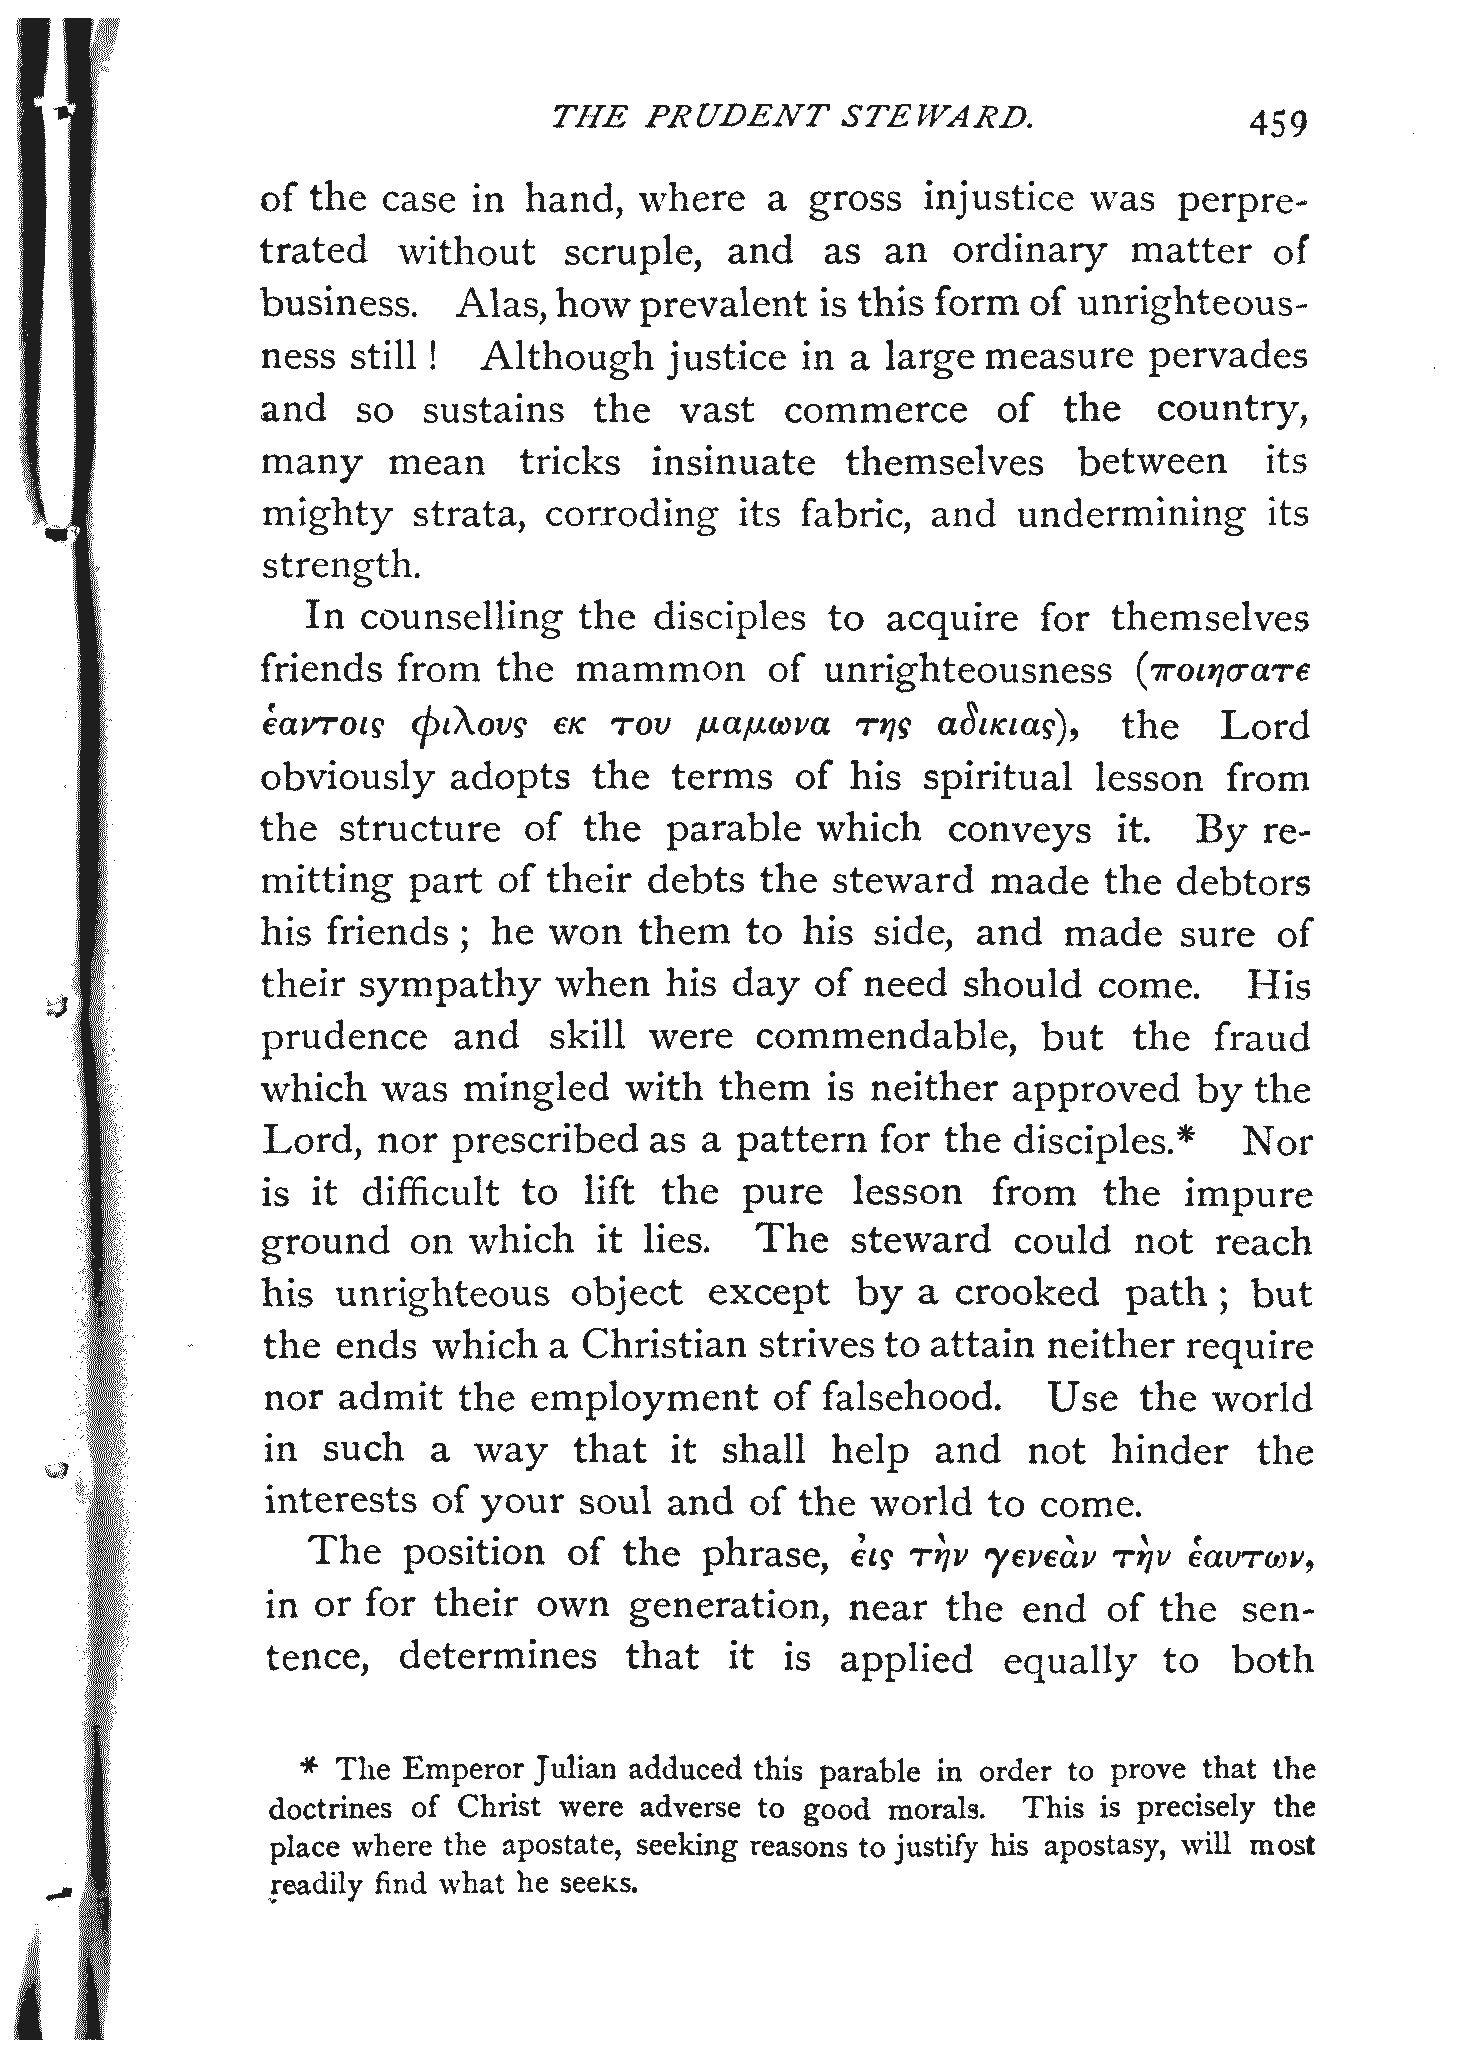 THE PRUDENT STEWARD. 459
of the case in hand, where a gross injustice was perpre-
trated without scruple, and as an ordinary matter of
business. Alas, how prevalent is this form of unrighteous-
ness still ! Although justice in a large measure pervades
and so sustains the vast commerce of the country,
many mean tricks insinuate themselves between its
mighty strata, corroding its fabric, and undermining its
strength.
In counselling the disciples to acquire for themselves
friends from the mammon of unrighteousness (ποιησατε
ἑαυτοις φιλους εκ του μαμωνα της αδικιας), the Lord
obviously adopts the terms of his spiritual lesson from
the structure of the parable which conveys it. By re-
mitting part of their debts the steward made the debtors
his friends ; he won them to his side, and made sure of
their sympathy when his day of need should come. His
prudence and skill were commendable, but the fraud
which was mingled with them is neither approved by the
Lord, nor prescribed as a pattern for the disciples.* Nor
is it difficult to lift the pure lesson from the impure
ground on which it lies. The steward could not reach
his unrighteous object except by a crooked path ; but
the ends which a Christian strives to attain neither require
nor admit the employment of falsehood. Use the world
in such a way that it shall help and not hinder the
interests of your soul and of the world to come.
The position of the phrase, ἐις τὴν γενεὰν τὴν ἑαυτων,
in or for their own generation, near the end of the sen-
tence, determines that it is applied equally to both
* The Emperor Julian adduced this parable in order to prove that the
doctrines of Christ were adverse to good morals. This is precisely the
place where the apostate, seeking reasons to justify his apostasy, will most
readily find what he seeks.